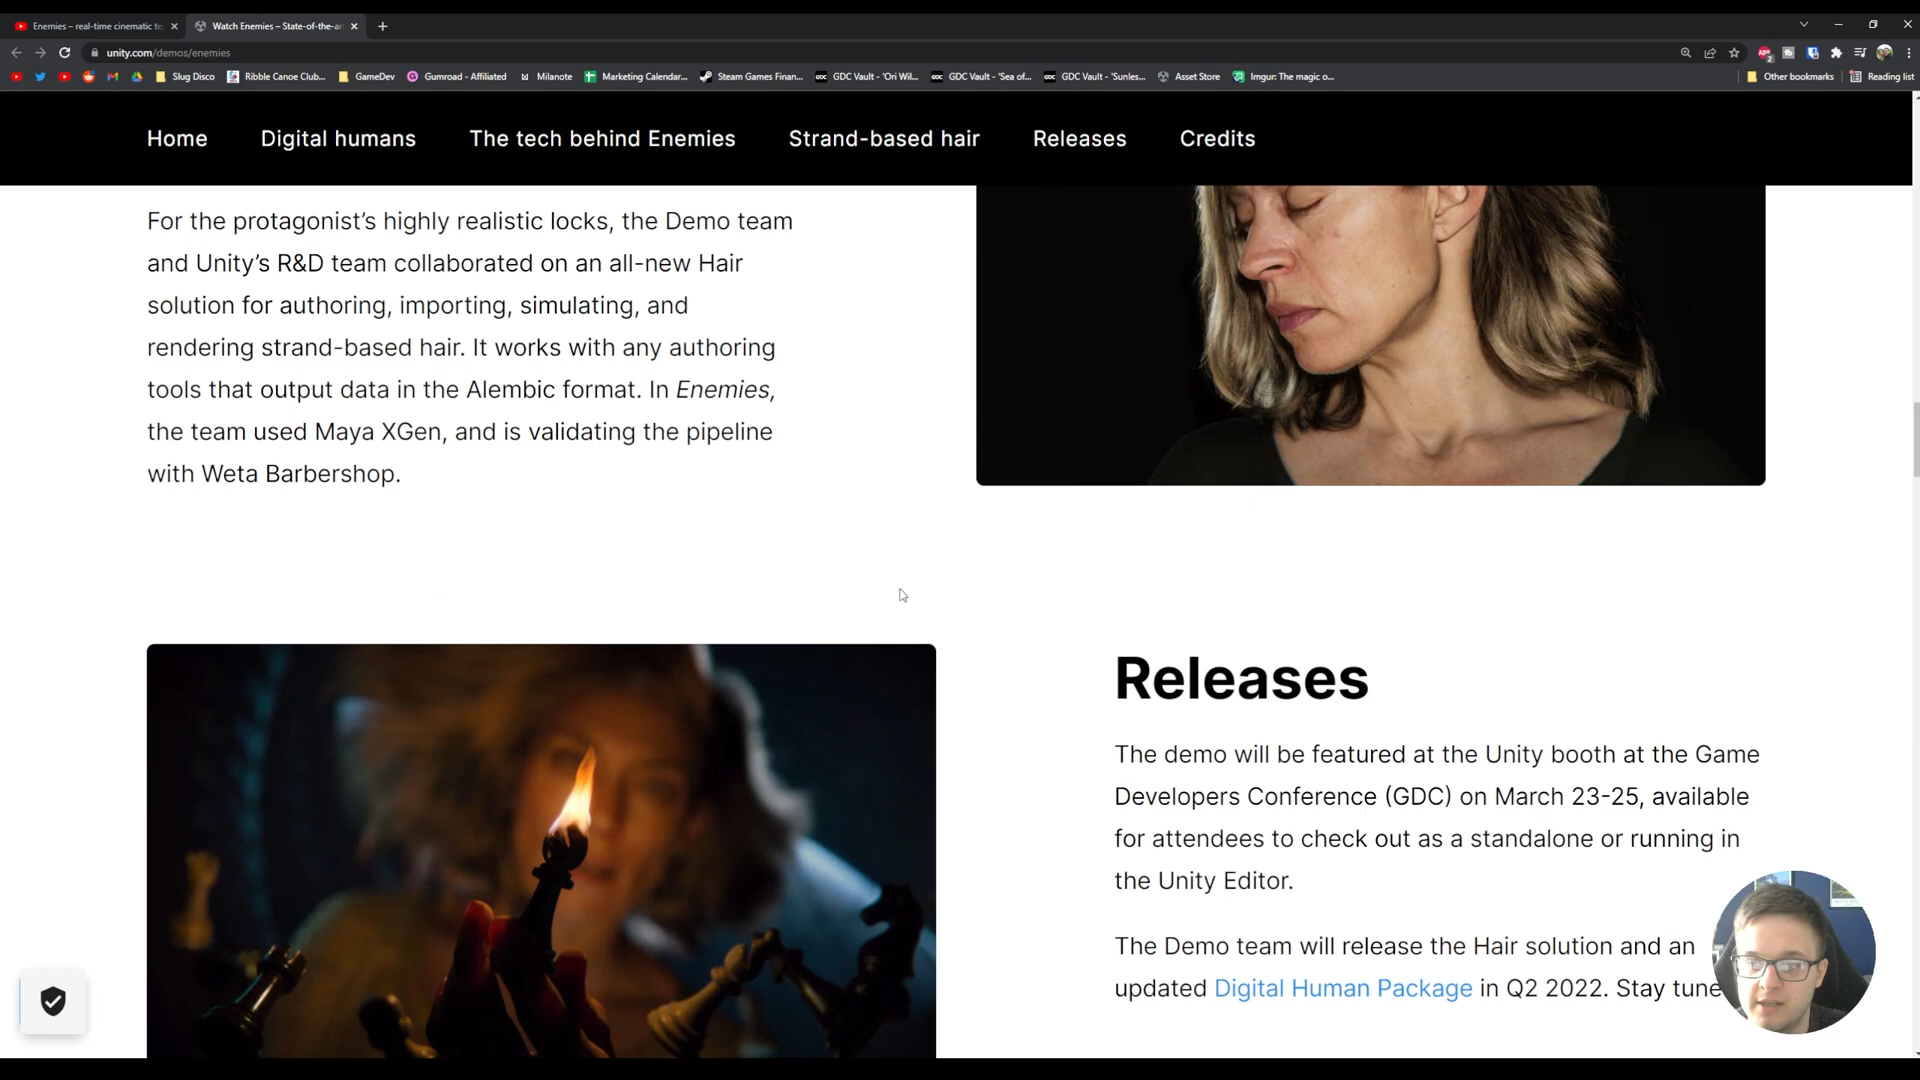 Enemies – real-time cinematic te
Watch Enemies – State-of-the-ar
unity.com/demos/enemies
Slug Disco
Ribble Canoe Club...
GameDev
Gumroad - Affiliated
Milanote
Marketing Calendar...
Steam Games Finan...
GDC Vault - 'Ori Wil...
GDC Vault - 'Sea of...
GDC Vault - 'Sunles...
Asset Store
Imgur: The magic o...
Other bookmarks
Reading list
Home
Digital humans
The tech behind Enemies
Strand-based hair
Releases
Credits
For the protagonist’s highly realistic locks, the Demo team
and Unity’s R&D team collaborated on an all-new Hair
solution for authoring, importing, simulating, and
rendering strand-based hair. It works with any authoring
tools that output data in the Alembic format. In Enemies,
the team used Maya XGen, and is validating the pipeline
with Weta Barbershop.
Releases
The demo will be featured at the Unity booth at the Game
Developers Conference (GDC) on March 23-25, available
for attendees to check out as a standalone or running in
the Unity Editor.
The Demo team will release the Hair solution and an
updated Digital Human Package in Q2 2022. Stay tune